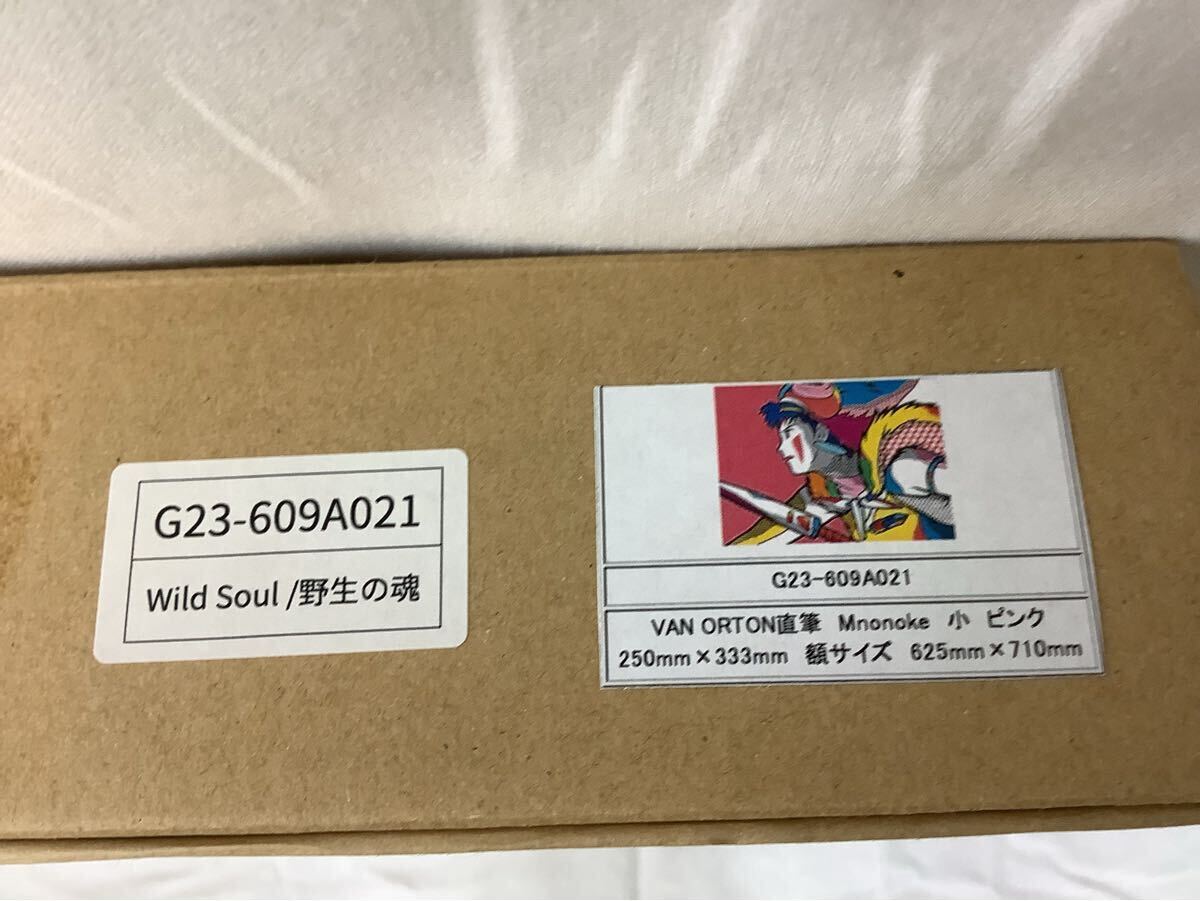 G23-609A021
Wild Soul /野生の魂
G23-609A021
VAN ORTON直筆 Mnonoke 小 ピンク
250mm×333mm 額サイズ 625mm×710mm